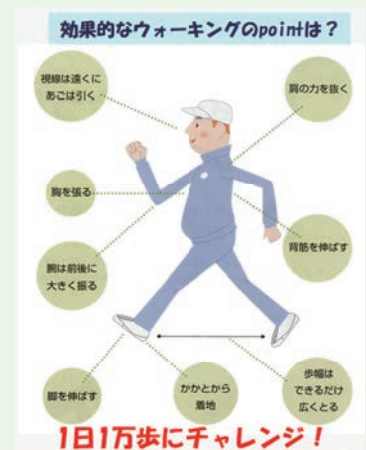 効果的なウォーキングのpointは？
視線は遠くに
あごは引く
肩の力を抜く
胸を張る
背筋を伸ばす
腕は前後に
大きく振る
脚を伸ばす
かかとから
着地
歩幅は
できるだけ
広くとる
1日1万歩にチャレンジ！